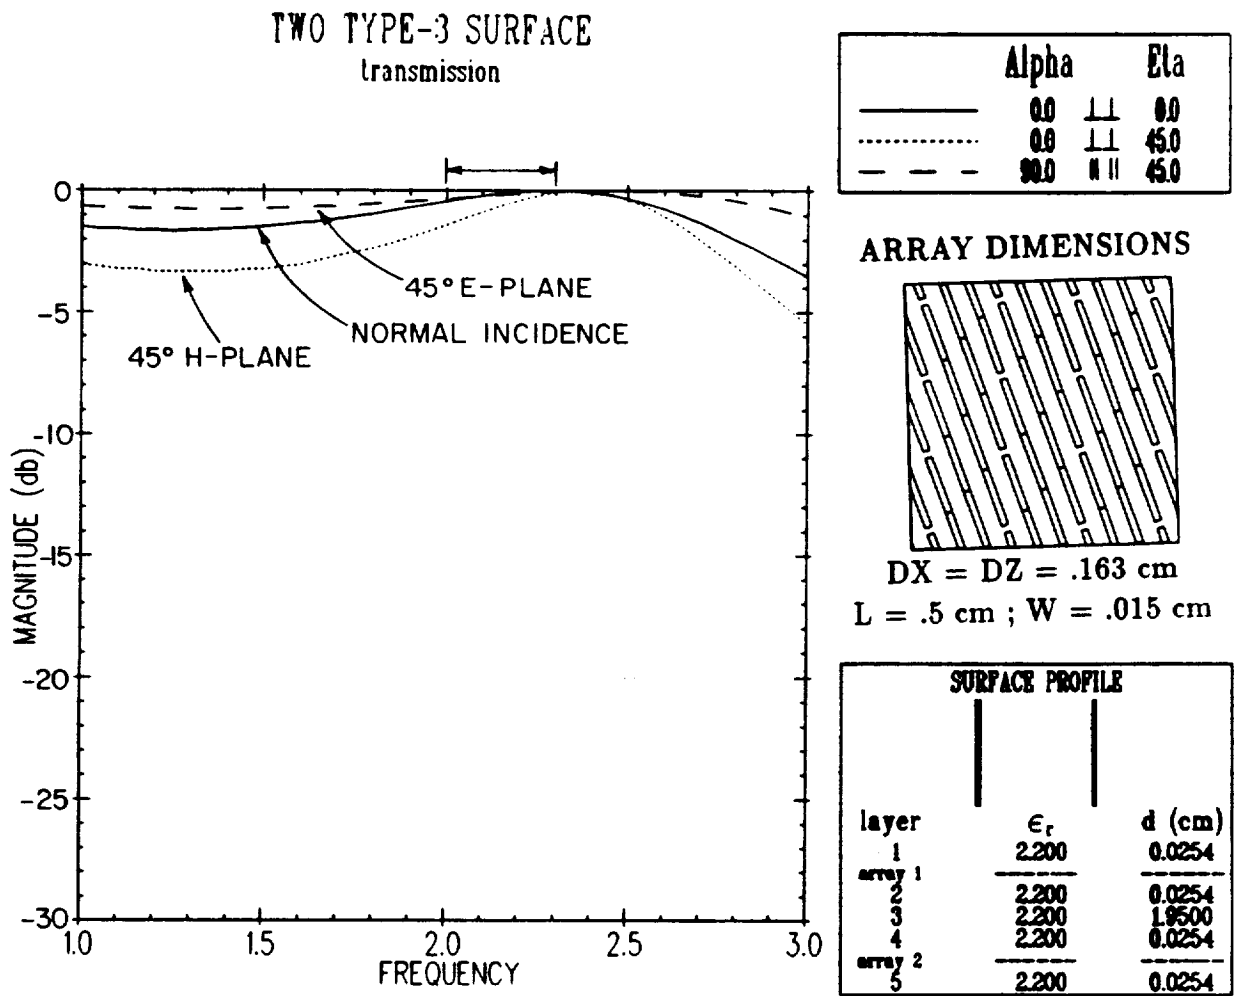 TWO TYPE-3 SURFACE
transmission
Alpha Eta
0.0 ⊥⊥ 0.0
0.0 ⊥⊥ 45.0
90.0 || || 45.0
0
-5
-10
-15
-20
-25
-30
MAGNITUDE (db)
1.0 1.5 2.0 2.5 3.0
FREQUENCY
45° E-PLANE
NORMAL INCIDENCE
45° H-PLANE
ARRAY DIMENSIONS
DX = DZ = .163 cm
L = .5 cm ; W = .015 cm
SURFACE PROFILE
layer ϵr d (cm)
1 2.200 0.0254
array 1 ------ ------
2 2.200 0.0254
3 2.200 1.9500
4 2.200 0.0254
array 2 ------ ------
5 2.200 0.0254